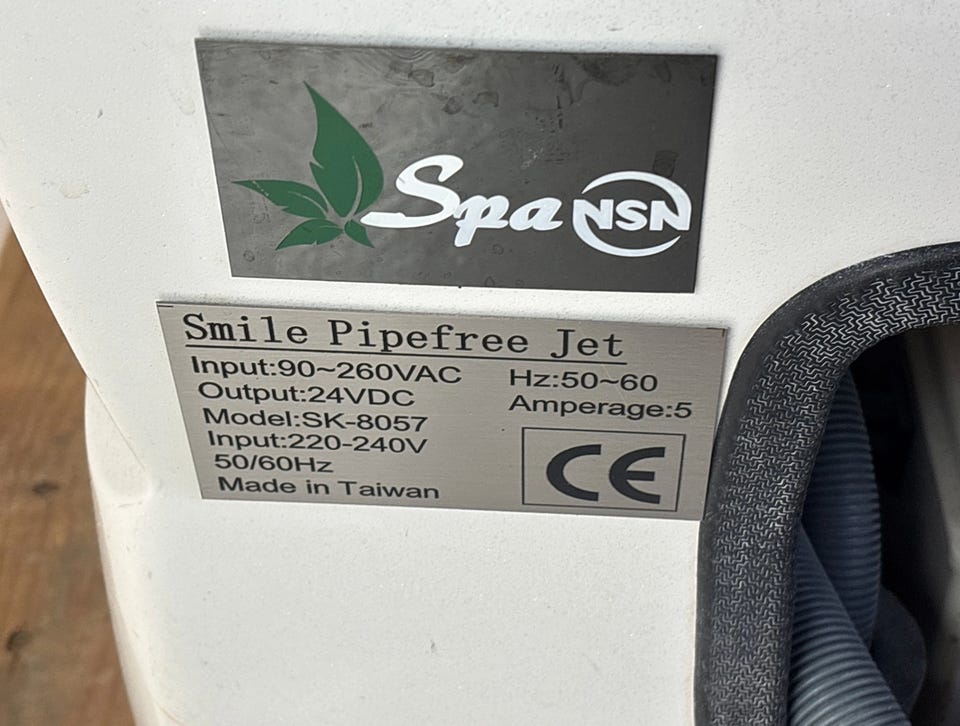 Spa NSN
Smile Pipefree Jet
Input:90~260VAC Hz:50~60
Output:24VDC Amperage:5
Model:SK-8057
Input:220-240V
50/60Hz
Made in Taiwan
CE